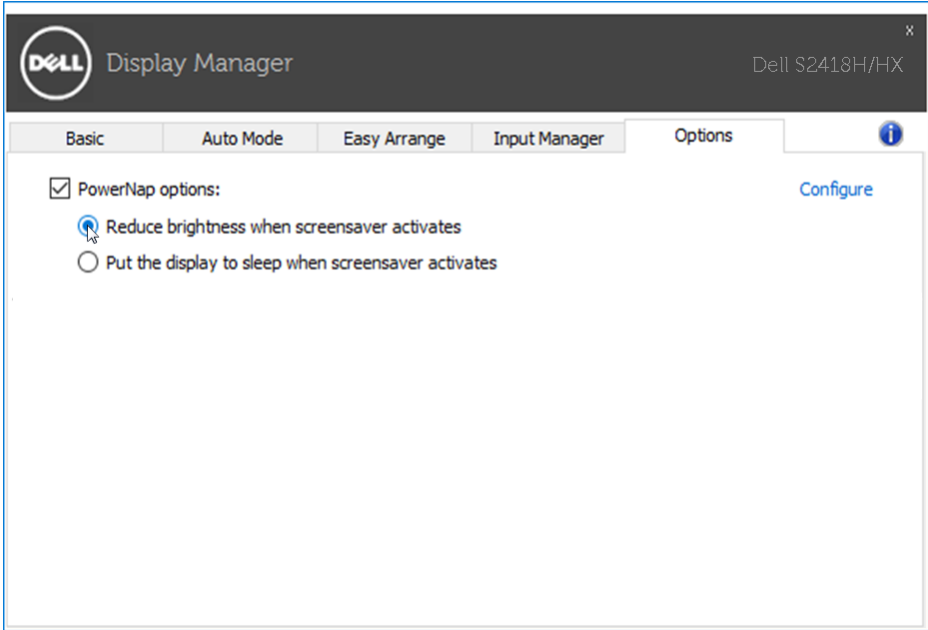 x
DELL Display Manager
Dell S2418H/HX
Basic Auto Mode Easy Arrange Input Manager Options i
PowerNap options: Configure
Reduce brightness when screensaver activates
Put the display to sleep when screensaver activates